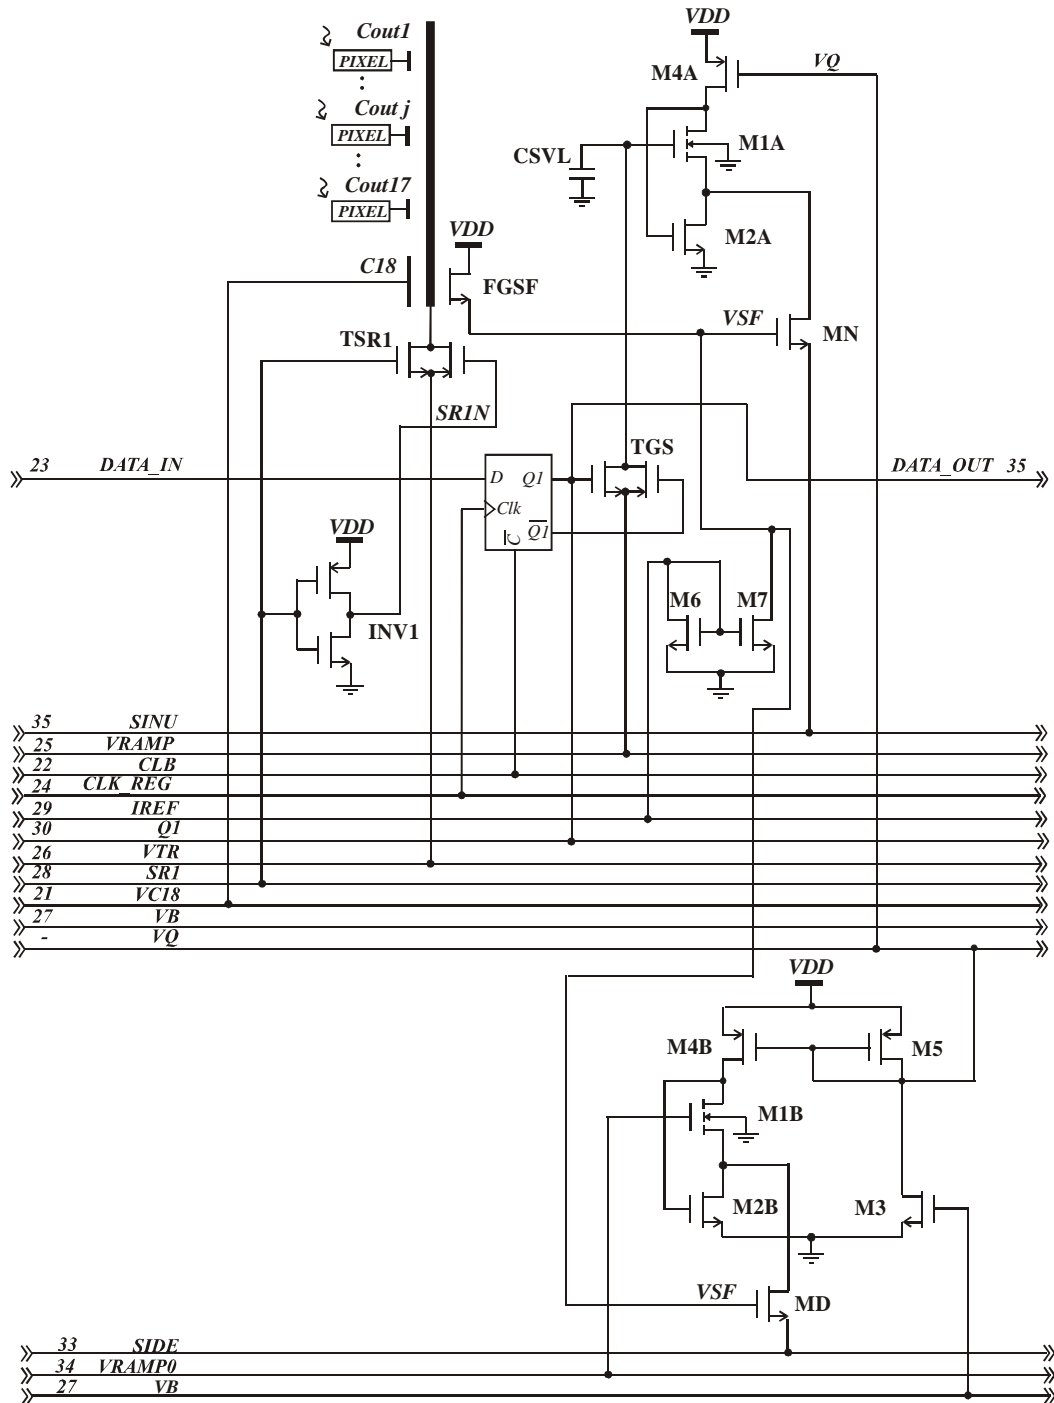 Cout1
PIXEL
:
Cout j
PIXEL
:
Cout17
PIXEL
VDD
M4A
VQ
M1A
CSVL
M2A
VDD
C18
FGSF
VSF
MN
TSR1
SR1N
TGS
23 DATA_IN
D Q1
Clk
C Q1
DATA_OUT 35
VDD
INV1
M6 M7
35 SINU
25 VRAMP
22 CLB
24 CLK_REG
29 IREF
30 Q1
26 VTR
28 SR1
21 VC18
27 VB
- VQ
VDD
M4B M5
M1B
M2B M3
VSF
MD
33 SIDE
34 VRAMP0
27 VB